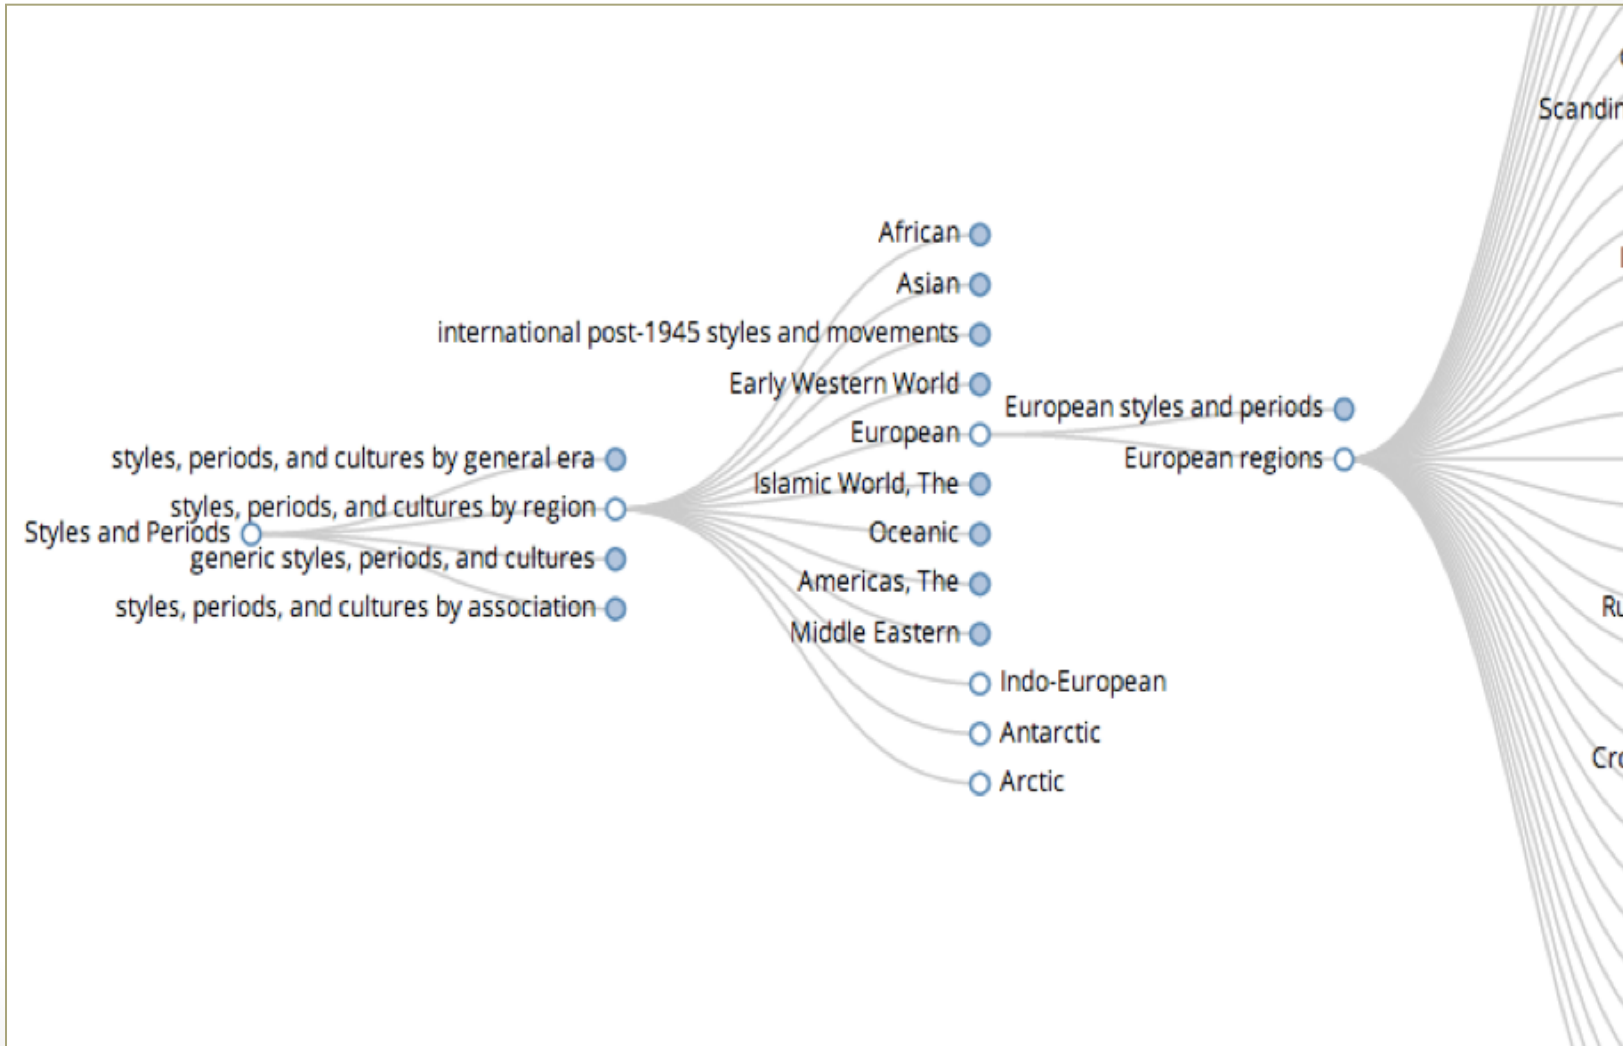 Styles and Periods
styles, periods, and cultures by general era
styles, periods, and cultures by region
generic styles, periods, and cultures
styles, periods, and cultures by association
African
Asian
international post-1945 styles and movements
Early Western World
European
Islamic World, The
Oceanic
Americas, The
Middle Eastern
Indo-European
Antarctic
Arctic
European styles and periods
European regions